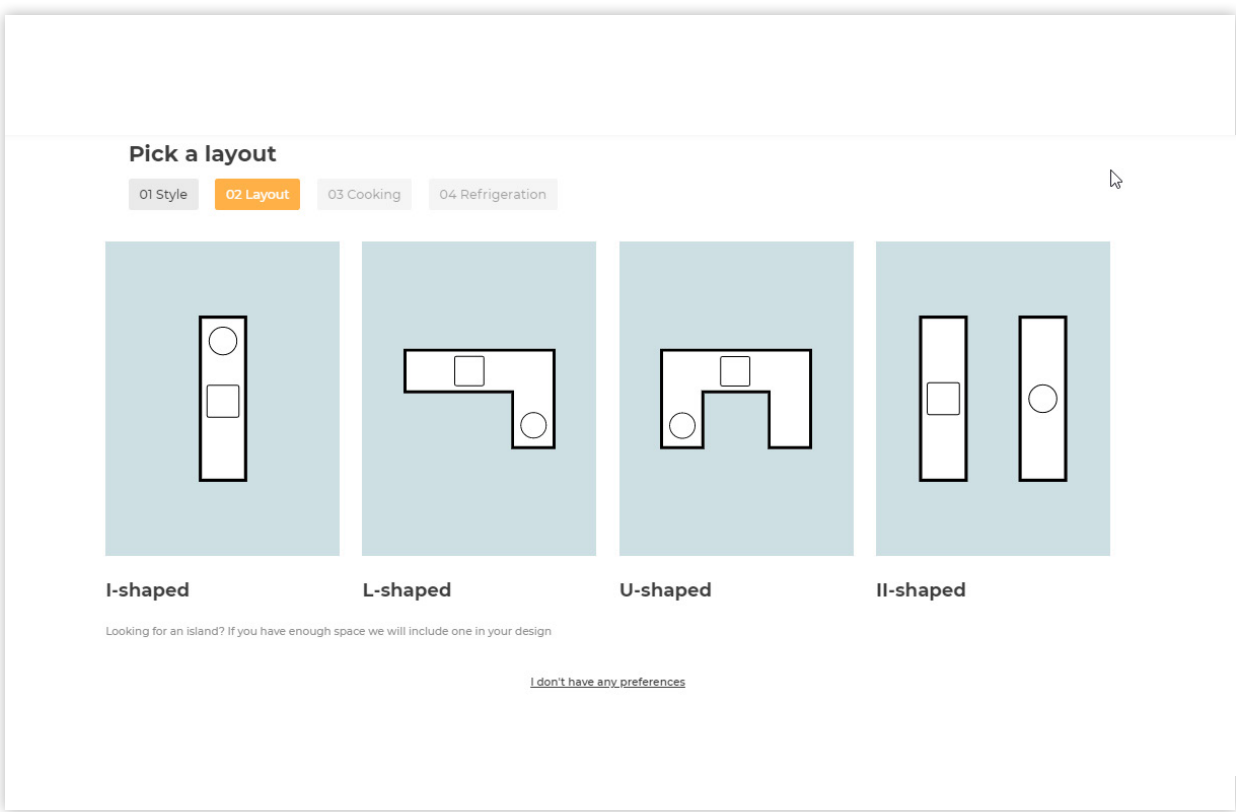 Pick a layout
01 Style 02 Layout 03 Cooking 04 Refrigeration
I-shaped L-shaped U-shaped II-shaped
Looking for an island? If you have enough space we will include one in your design
I don't have any preferences